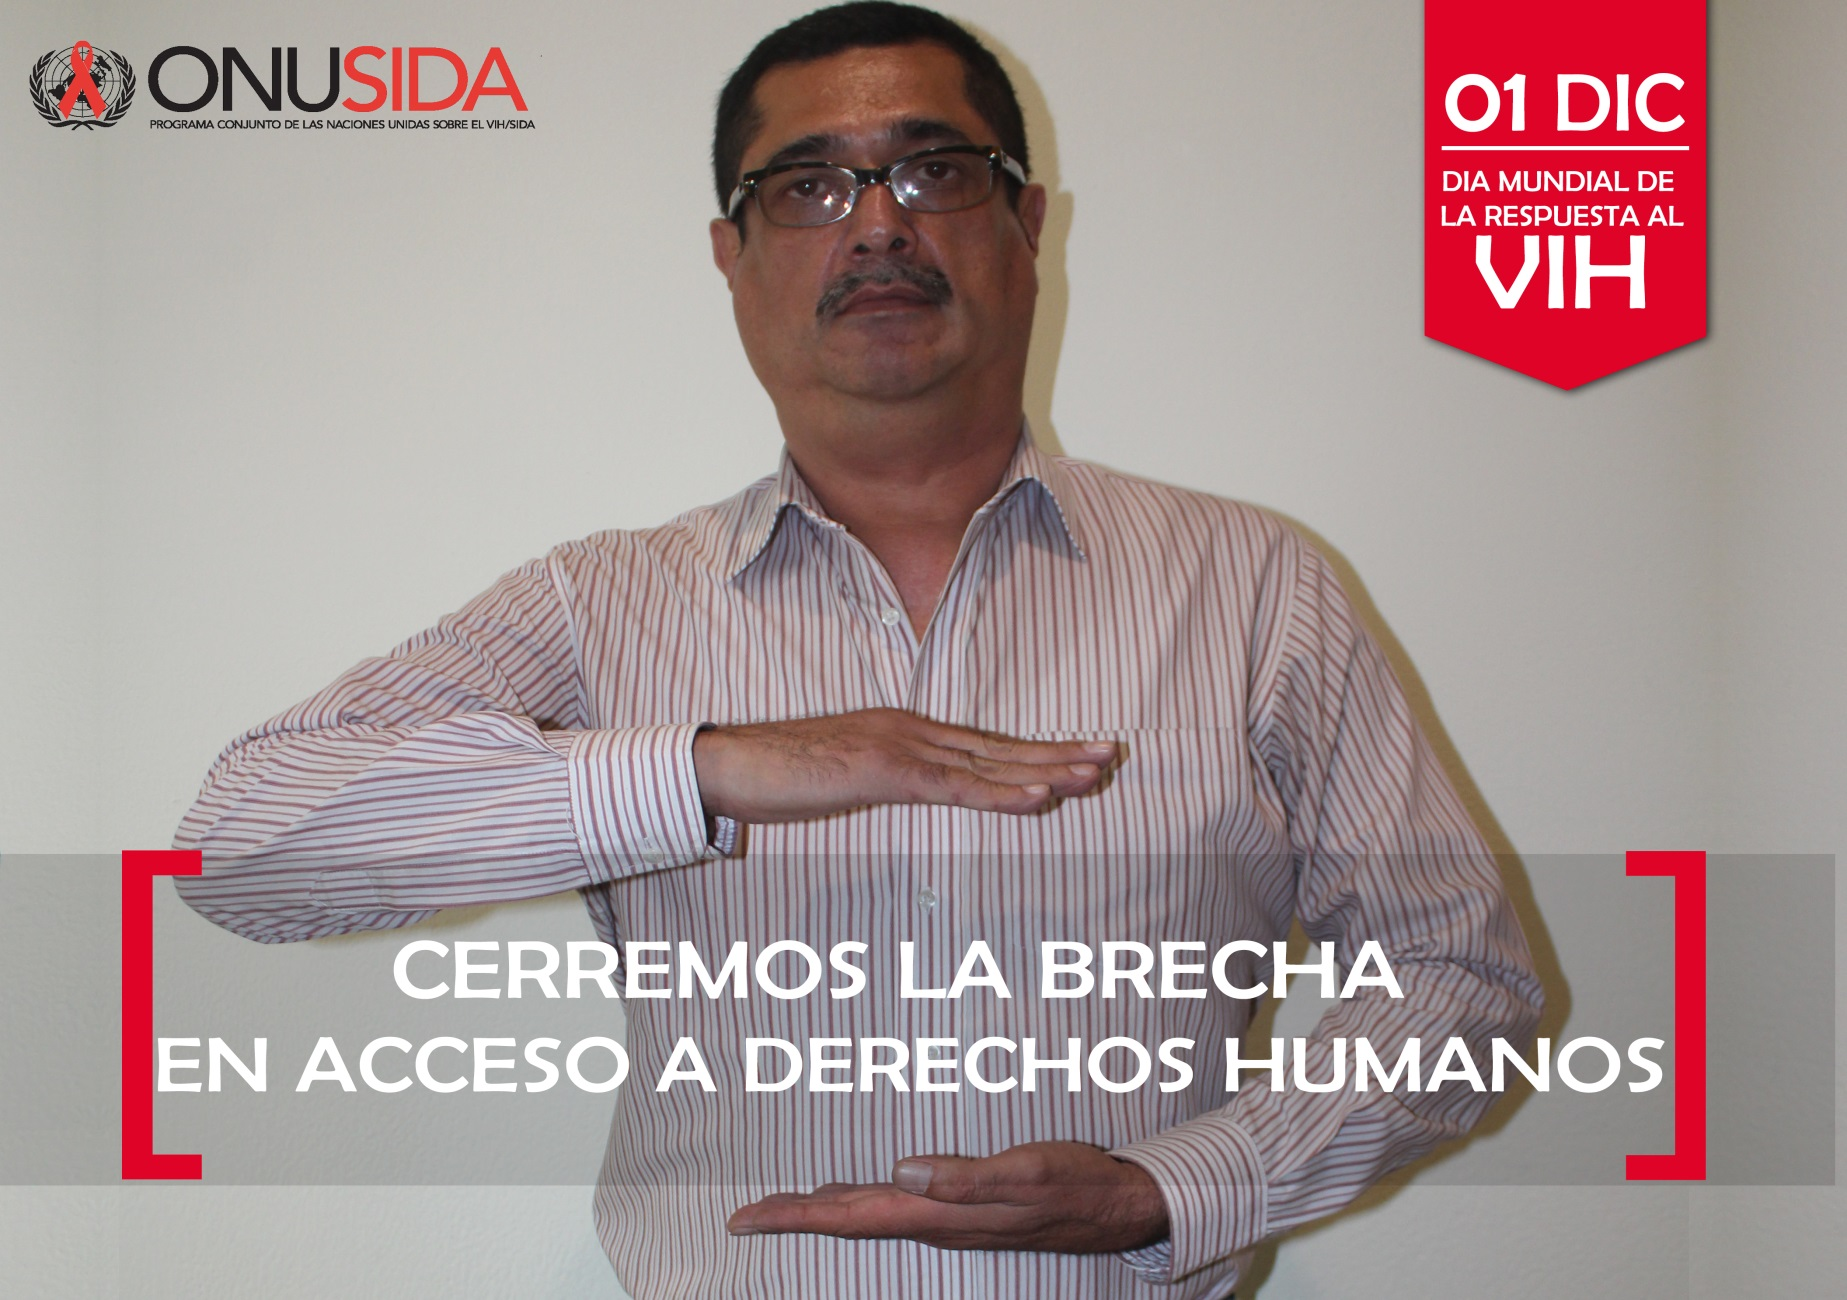 ONUSIDA
PROGRAMA CONJUNTO DE LAS NACIONES UNIDAS SOBRE EL VIH/SIDA
01 DIC
DIA MUNDIAL DE
LA RESPUESTA AL
VIH
CERREMOS LA BRECHA
EN ACCESO A DERECHOS HUMANOS